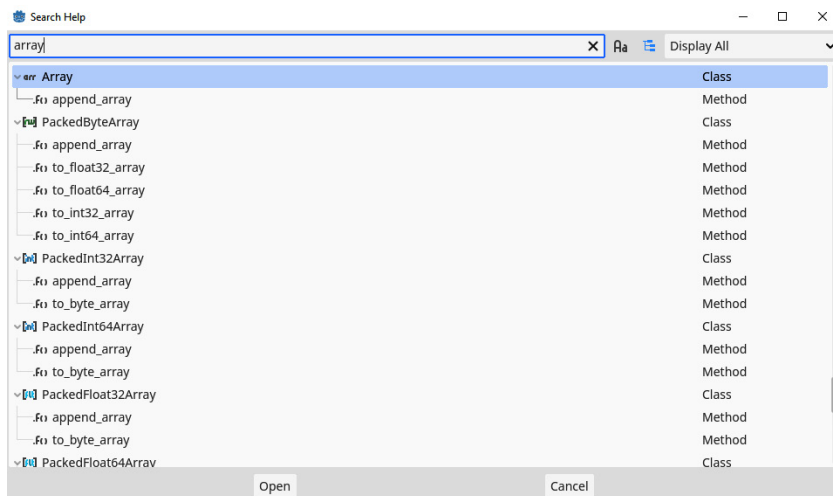 Search Help
array Aa Display All
arr Array Class
append_array Method
PackedByteArray Class
append_array Method
to_float32_array Method
to_float64_array Method
to_int32_array Method
to_int64_array Method
PackedInt32Array Class
append_array Method
to_byte_array Method
PackedInt64Array Class
append_array Method
to_byte_array Method
PackedFloat32Array Class
append_array Method
to_byte_array Method
PackedFloat64Array Class
Open Cancel